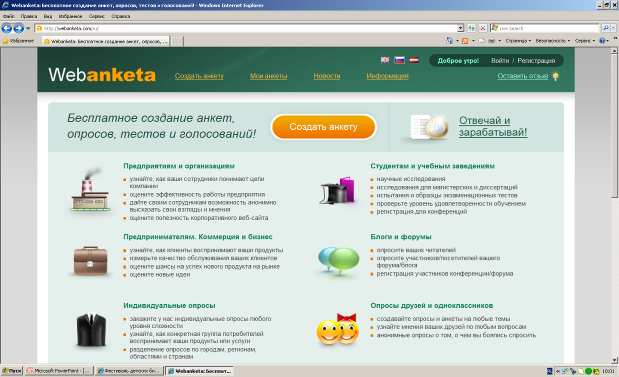 Webanketa: Бесплатное создание анкет, опросов, тестов и голосований! - Windows Internet Explorer
http://webanketa.com/ru/
Live Search
Файл Правка Вид Избранное Сервис Справка
Избранное
Webanketa: Бесплатное создание анкет, опросов, ...
Страница Безопасность Сервис
Webanketa
Доброе утро! Войти / Регистрация
Создать анкету Мои анкеты Новости Информация Оставить отзыв
Бесплатное создание анкет,
опросов, тестов и голосований!
Создать анкету
Отвечай и
зарабатывай!
Предприятиям и организациям
узнайте, как ваши сотрудники понимают цели
компании
оцените эффективность работы предприятия
дайте своим сотрудникам возможность анонимно
высказать свои взгляды и мнения
оцените полезность корпоративного веб-сайта
Студентам и учебным заведениям
научные исследования
исследования для магистерских и диссертаций
испытания и образцы экзаменационных тестов
проверьте уровень удовлетворенности обучением
регистрация для конференций
Предпринимателям. Коммерция и бизнес
узнайте, как клиенты воспринимают ваши продукты
измерьте качество обслуживания ваших клиентов
оцените шансы на успех нового продукта на рынке
оцените новые идеи
Блоги и форумы
опросите ваших читателей
опросите участников/посетителей вашего
форума/блога
регистрация участников конференции/форума
Индивидуальные опросы
закажите у нас индивидуальные опросы любого
уровня сложности
узнайте, как конкретная группа потребителей
воспринимает ваши продукты или услуги
разделение опросов по городам, регионам,
областями и странам
Опросы друзей и одноклассников
создавайте опросы и анкеты на любые темы
узнайте мнения ваших друзей по любым вопросам
анонимные опросы о том, о чем вы боялись спросить
Пуск
Microsoft PowerPoint - [...
Фестиваль детских би...
Webanketa: Бесплат...
10:01